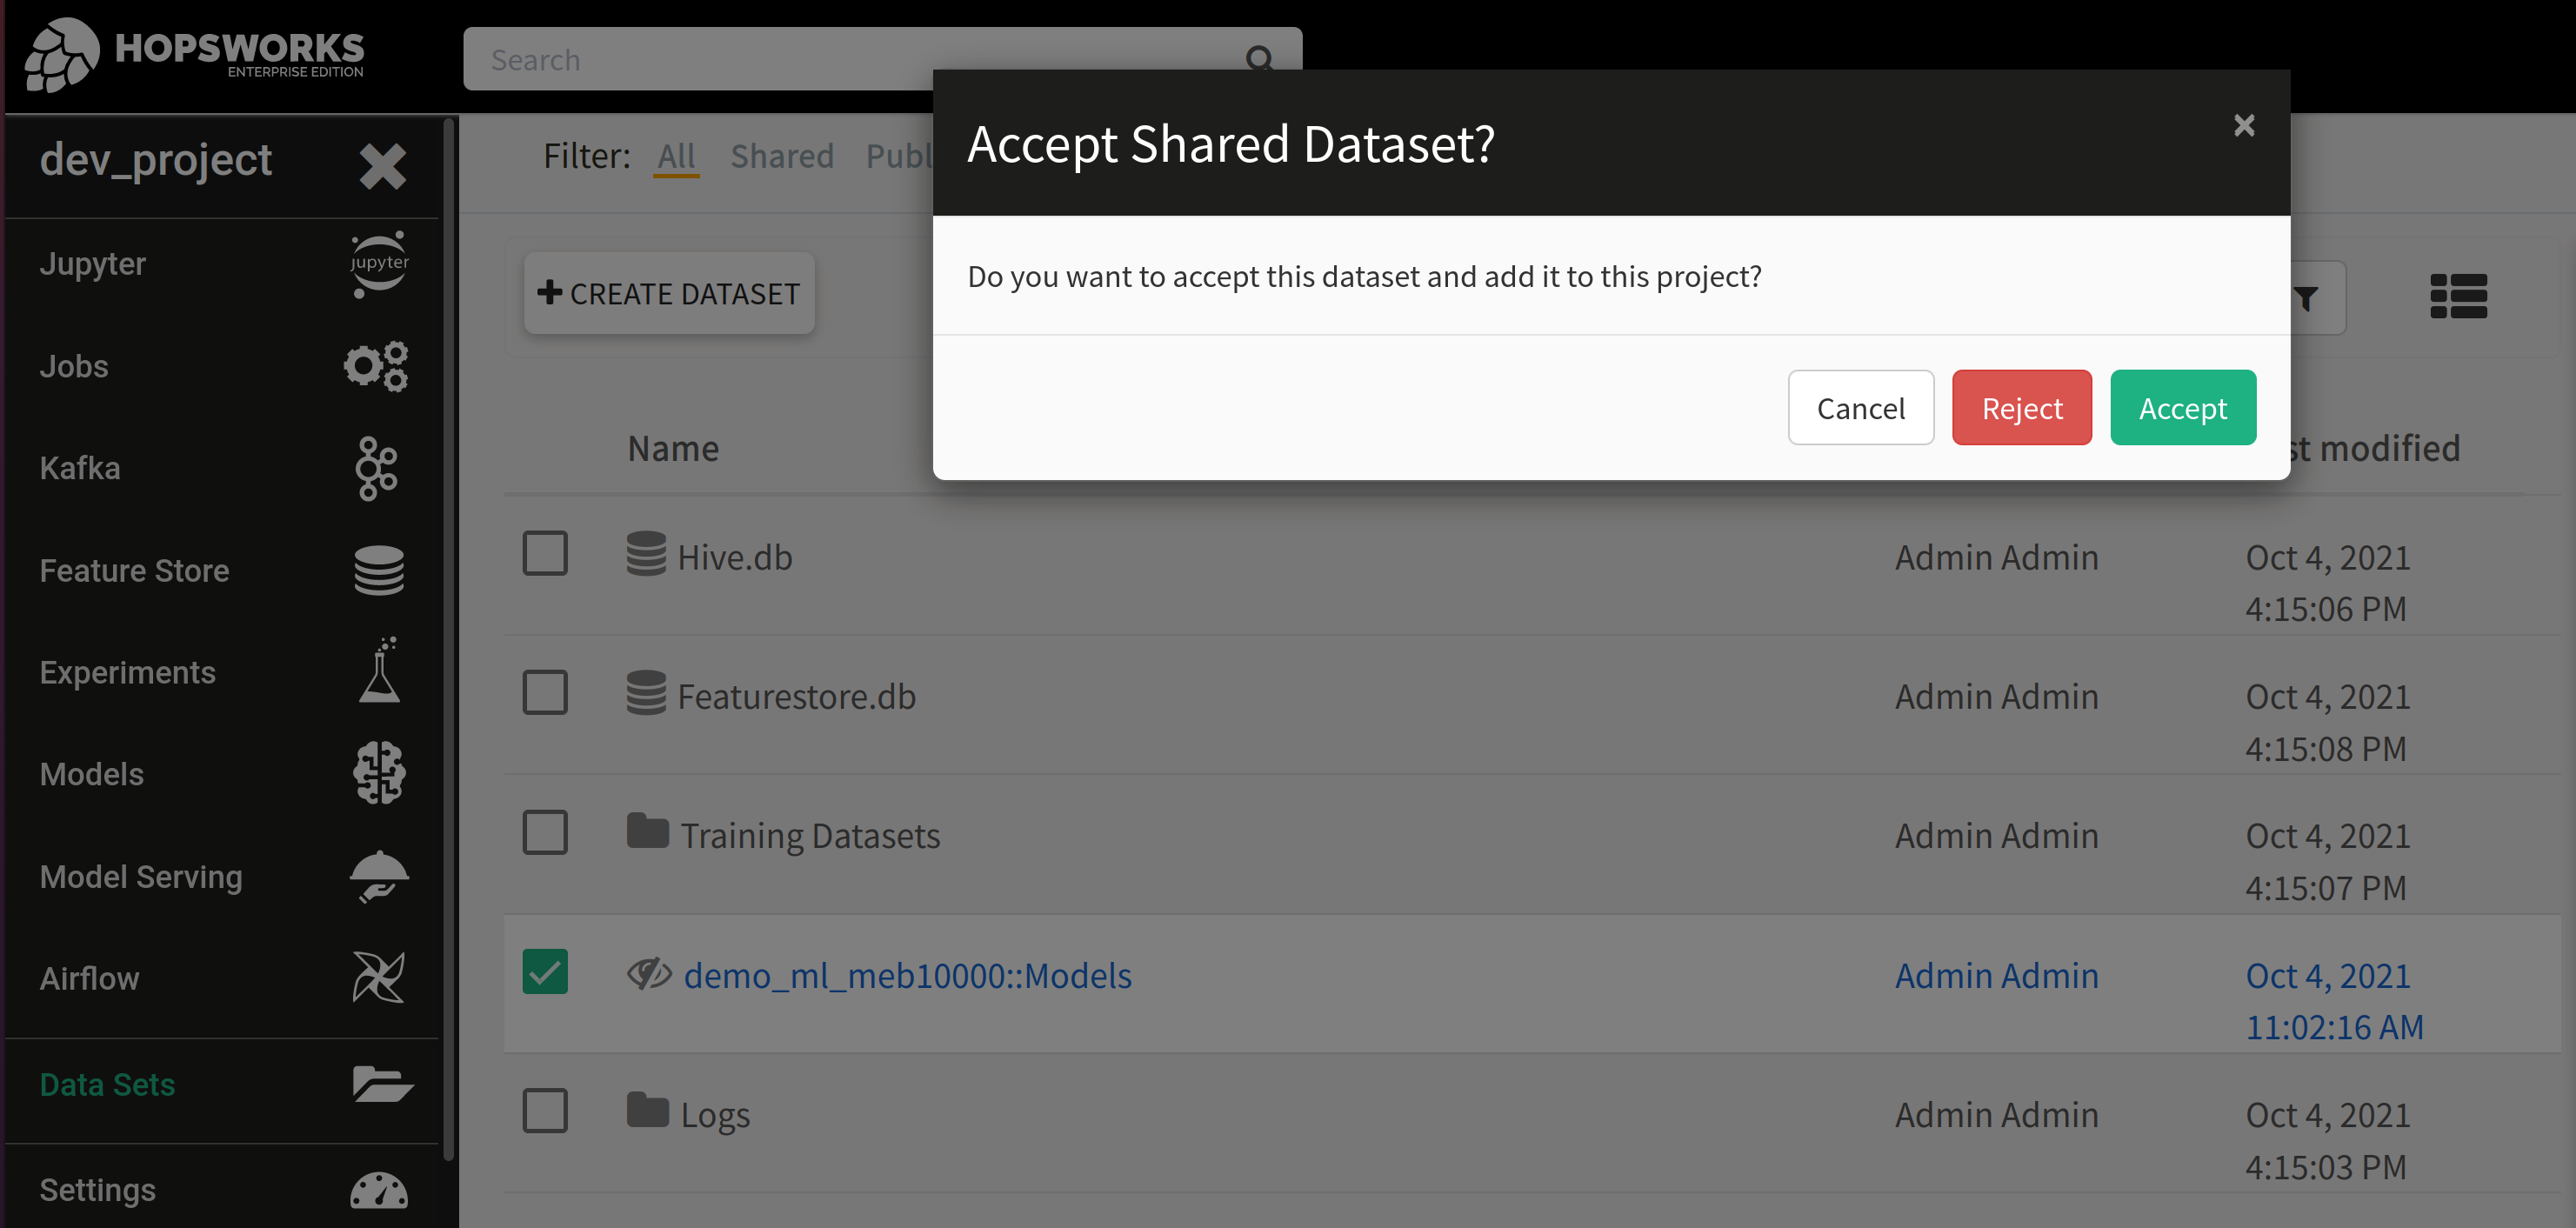 HOPSWORKS
ENTERPRISE EDITION
Search
Accept Shared Dataset?
×
Do you want to accept this dataset and add it to this project?
Cancel Reject Accept
dev_project
Jupyter
jupyter
Jobs
Kafka
Feature Store
Experiments
Models
Model Serving
Airflow
Data Sets
Settings
Filter: All Shared Publ
CREATE DATASET
Name st modified
Hive.db Admin Admin Oct 4, 2021
4:15:06 PM
Featurestore.db Admin Admin Oct 4, 2021
4:15:08 PM
Training Datasets Admin Admin Oct 4, 2021
4:15:07 PM
demo_ml_meb10000::Models Admin Admin Oct 4, 2021
11:02:16 AM
Logs Admin Admin Oct 4, 2021
4:15:03 PM